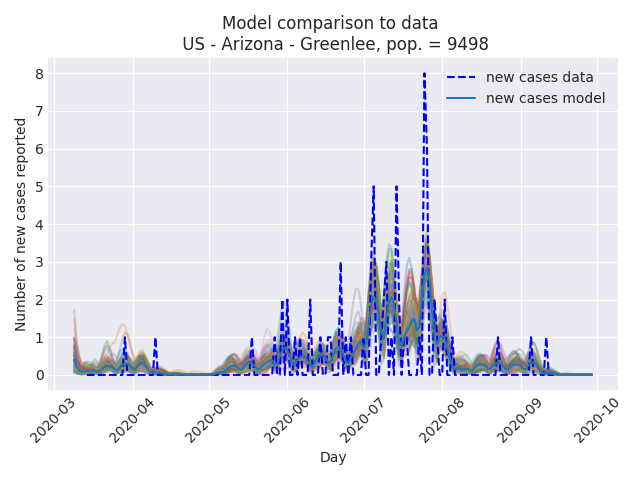 Model comparison to data
US - Arizona - Greenlee, pop. = 9498
new cases data
new cases model
Number of new cases reported
8
7
6
5
4
3
2
1
0
2020-03
2020-04
2020-05
2020-06
2020-07
2020-08
2020-09
2020-10
Day